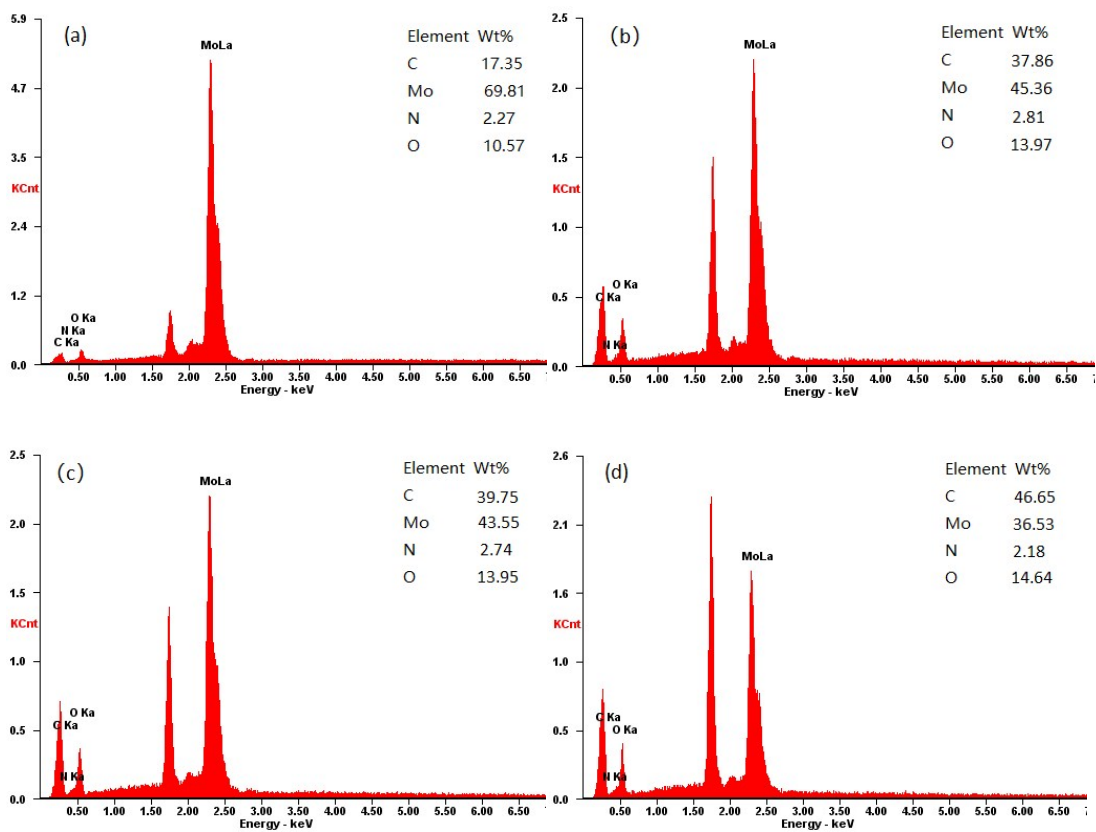 (a)
Element Wt%
C 17.35
Mo 69.81
N 2.27
O 10.57
MoLa
O Ka
N Ka
C Ka
5.9
4.7
3.5
KCnt
2.4
1.2
0.0
0.50 1.00 1.50 2.00 2.50 3.00 3.50 4.00 4.50 5.00 5.50 6.00 6.50
Energy - keV
(b)
Element Wt%
C 37.86
Mo 45.36
N 2.81
O 13.97
MoLa
O Ka
C Ka
N Ka
2.5
2.0
1.5
KCnt
1.0
0.5
0.0
0.50 1.00 1.50 2.00 2.50 3.00 3.50 4.00 4.50 5.00 5.50 6.00 6.50 7
Energy - keV
(c)
Element Wt%
C 39.75
Mo 43.55
N 2.74
O 13.95
MoLa
O Ka
C Ka
N Ka
2.5
2.0
1.5
KCnt
1.0
0.5
0.0
0.50 1.00 1.50 2.00 2.50 3.00 3.50 4.00 4.50 5.00 5.50 6.00 6.50
Energy - keV
(d)
Element Wt%
C 46.65
Mo 36.53
N 2.18
O 14.64
MoLa
C Ka
O Ka
N Ka
2.6
2.1
1.6
KCnt
1.0
0.5
0.0
0.50 1.00 1.50 2.00 2.50 3.00 3.50 4.00 4.50 5.00 5.50 6.00 6.50 7
Energy - keV